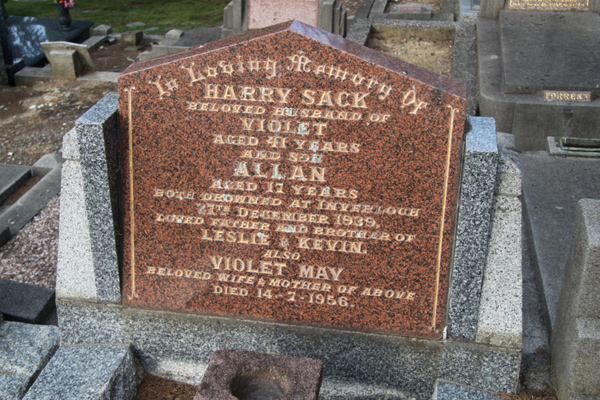 In Loving Memory Of
HARRY SACK
BELOVED HUSBAND OF
VIOLET
AGED 41 YEARS
AND SON
ALLAN
AGED 17 YEARS
BOTH DROWNED AT INVERLOCH
27TH DECEMBER 1939,
LOVED FATHER AND BROTHER OF
LESLIE & KEVIN.
ALSO
VIOLET MAY
BELOVED WIFE & MOTHER OF ABOVE
DIED 14-7-1956.